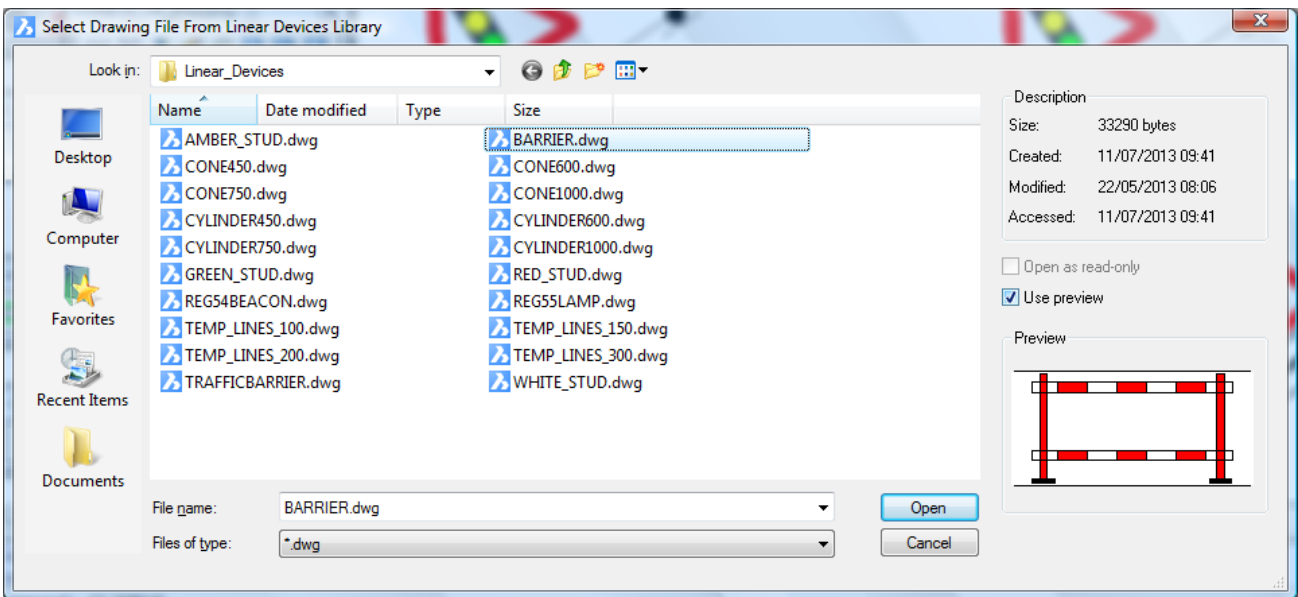 Select Drawing File From Linear Devices Library
Look in: Linear_Devices
Desktop
Computer
Favorites
Recent Items
Documents
Name Date modified Type Size
AMBER_STUD.dwg BARRIER.dwg
CONE450.dwg CONE600.dwg
CONE750.dwg CONE1000.dwg
CYLINDER450.dwg CYLINDER600.dwg
CYLINDER750.dwg CYLINDER1000.dwg
GREEN_STUD.dwg RED_STUD.dwg
REG54BEACON.dwg REG55LAMP.dwg
TEMP_LINES_100.dwg TEMP_LINES_150.dwg
TEMP_LINES_200.dwg TEMP_LINES_300.dwg
TRAFFICBARRIER.dwg WHITE_STUD.dwg
File name: BARRIER.dwg Open
Files of type: *.dwg Cancel
Description
Size: 33290 bytes
Created: 11/07/2013 09:41
Modified: 22/05/2013 08:06
Accessed: 11/07/2013 09:41
Open as read-only
Use preview
Preview